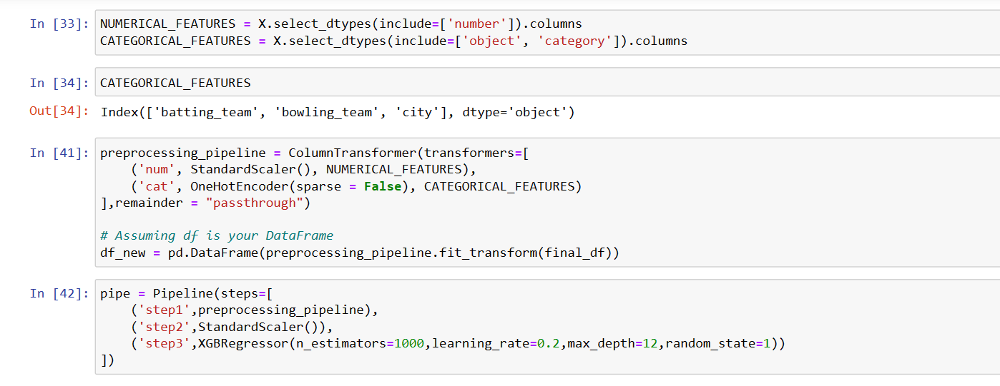 In [33]: NUMERICAL_FEATURES = X.select_dtypes(include=['number']).columns
CATEGORICAL_FEATURES = X.select_dtypes(include=['object', 'category']).columns
In [34]: CATEGORICAL_FEATURES
Out[34]: Index(['batting_team', 'bowling_team', 'city'], dtype='object')
In [41]: preprocessing_pipeline = ColumnTransformer(transformers=[
('num', StandardScaler(), NUMERICAL_FEATURES),
('cat', OneHotEncoder(sparse = False), CATEGORICAL_FEATURES)
],remainder = "passthrough")
# Assuming df is your DataFrame
df_new = pd.DataFrame(preprocessing_pipeline.fit_transform(final_df))
In [42]: pipe = Pipeline(steps=[
('step1',preprocessing_pipeline),
('step2',StandardScaler()),
('step3',XGBRegressor(n_estimators=1000,learning_rate=0.2,max_depth=12,random_state=1))
])